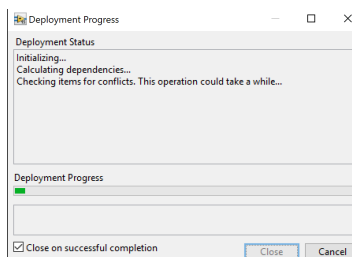 Deployment Progress
Deployment Status
Initializing...
Calculating dependencies...
Checking items for conflicts. This operation could take a while...
Deployment Progress
Close on successful completion
Close
Cancel